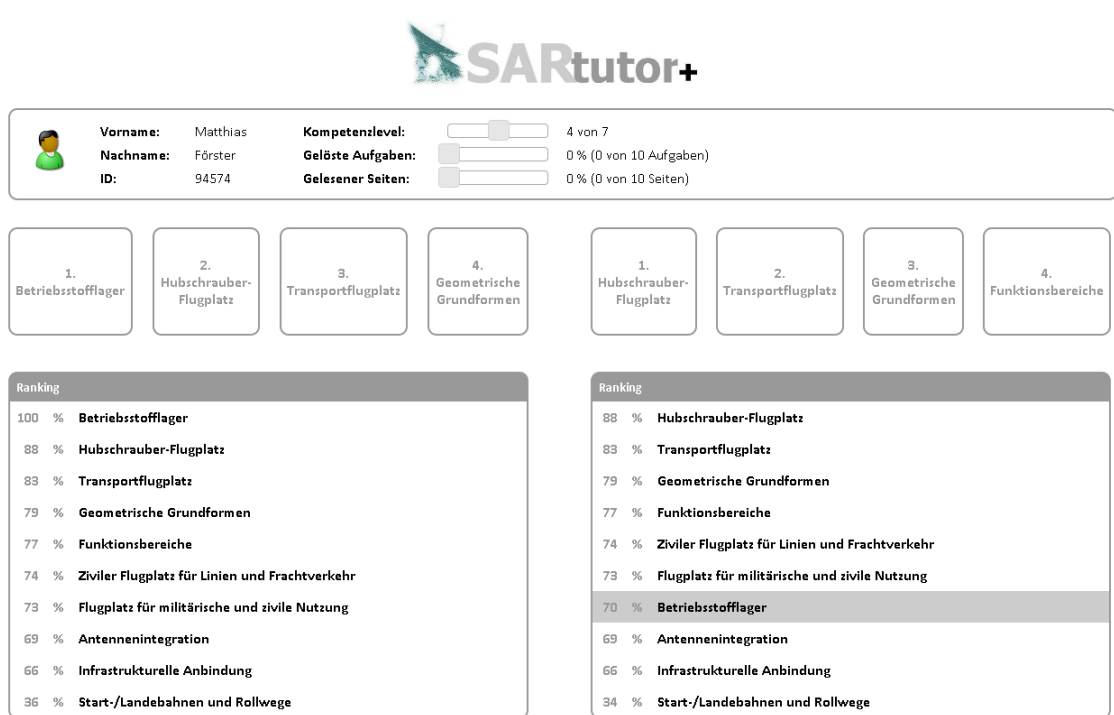 SARtutor+
Vorname: Matthias Kompetenzlevel: 4 von 7
Nachname: Förster Gelöste Aufgaben: 0 % (0 von 10 Aufgaben)
ID: 94574 Gelesener Seiten: 0 % (0 von 10 Seiten)
1.
Betriebsstofflager
2.
Hubschrauber-
Flugplatz
3.
Transportflugplatz
4.
Geometrische
Grundformen
1.
Hubschrauber-
Flugplatz
2.
Transportflugplatz
3.
Geometrische
Grundformen
4.
Funktionsbereiche
Ranking
100 % Betriebsstofflager
88 % Hubschrauber-Flugplatz
83 % Transportflugplatz
79 % Geometrische Grundformen
77 % Funktionsbereiche
74 % Ziviler Flugplatz für Linien und Frachtverkehr
73 % Flugplatz für militärische und zivile Nutzung
69 % Antennenintegration
66 % Infrastrukturelle Anbindung
36 % Start-/Landebahnen und Rollwege
Ranking
88 % Hubschrauber-Flugplatz
83 % Transportflugplatz
79 % Geometrische Grundformen
77 % Funktionsbereiche
74 % Ziviler Flugplatz für Linien und Frachtverkehr
73 % Flugplatz für militärische und zivile Nutzung
70 % Betriebsstofflager
69 % Antennenintegration
66 % Infrastrukturelle Anbindung
34 % Start-/Landebahnen und Rollwege